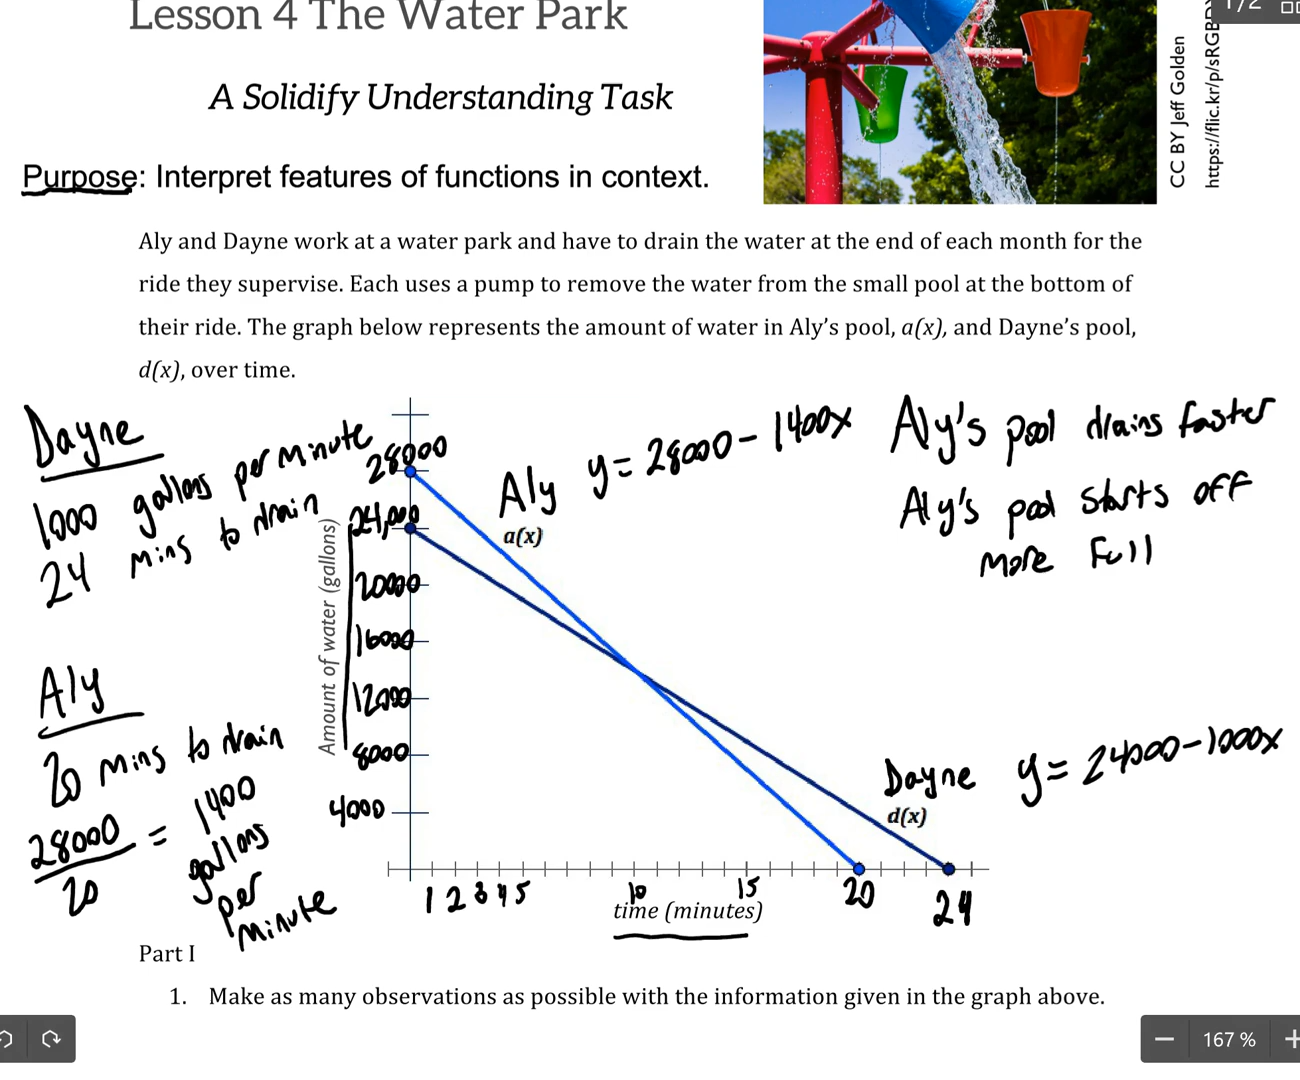 Lesson 4 The Water Park
A Solidify Understanding Task
Purpose: Interpret features of functions in context.
CC BY Jeff Golden
Aly and Dayne work at a water park and have to drain the water at the end of each month for the
ride they supervise. Each uses a pump to remove the water from the small pool at the bottom of
their ride. The graph below represents the amount of water in Aly's pool, a(x), and Dayne's pool,
d(x), over time.
Dayne
1000 gallons per minute
24 mins to drain
Aly
20 mins to drain
28000
20
= 1400
gallons
per
minute
Amount of water (gallons)
28000
24,000
20000
16000
12000
8000
4000
Aly y = 28000 - 1400x
a(x)
Aly's pool drains faster
Aly's pool starts off
more full
Dayne y = 24000-1000x
d(x)
1 2 3 4 5 10 15 20 24
time (minutes)
Part I
1. Make as many observations as possible with the information given in the graph above.
167 %